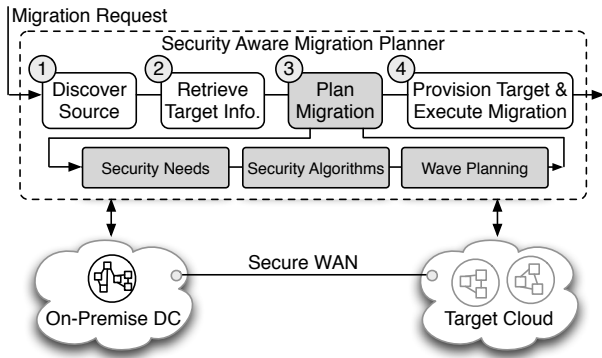 Migration Request
Security Aware Migration Planner
1
Discover
Source
2
Retrieve
Target Info.
3
Plan
Migration
4
Provision Target &
Execute Migration
Security Needs
Security Algorithms
Wave Planning
Secure WAN
On-Premise DC
Target Cloud